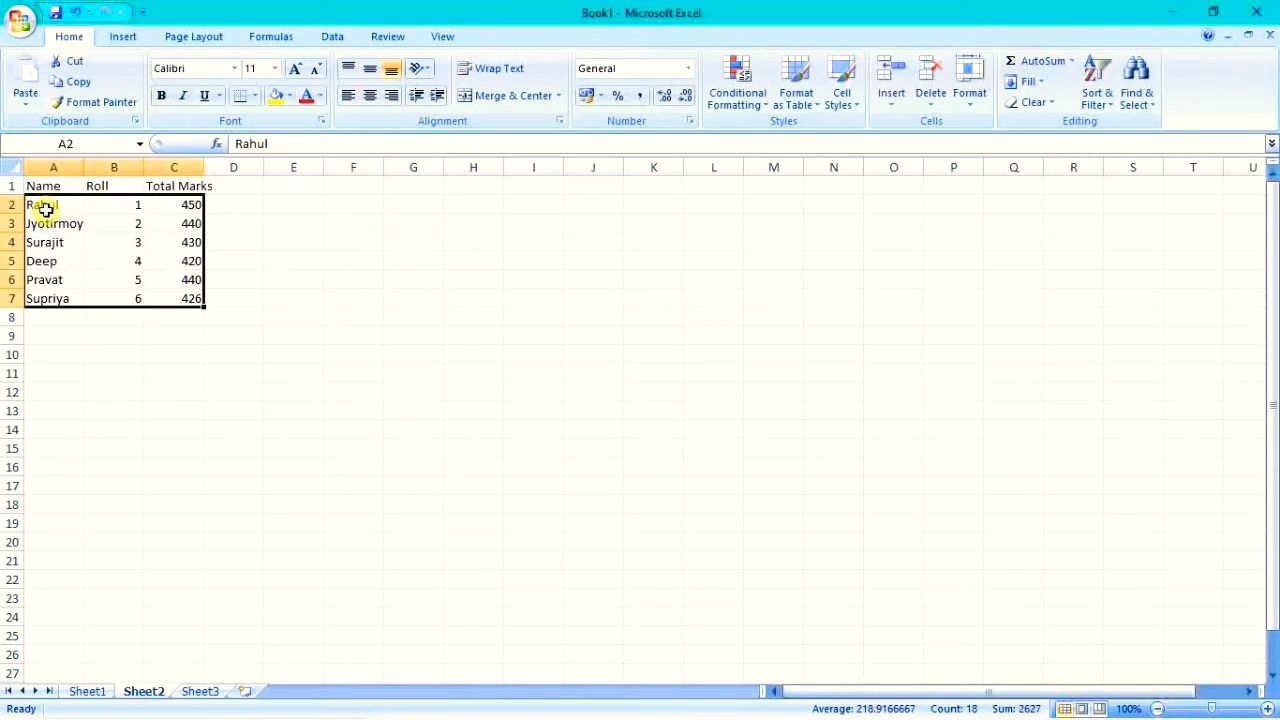 Book1 - Microsoft Excel
Home Insert Page Layout Formulas Data Review View
Paste Cut Copy Format Painter Clipboard
Calibri 11 A A B I U A Font
Wrap Text Merge & Center Alignment
General % , Number
Conditional Formatting Format as Table Cell Styles Styles
Insert Delete Format Cells
Σ AutoSum Fill Clear Sort & Filter Find & Select Editing
A2 fx Rahul
A B C D E F G H I J K L M N O P Q R S T U
1 Name Roll Total Marks
2 Rahul 1 450
3 Jyotirmoy 2 440
4 Surajit 3 430
5 Deep 4 420
6 Pravat 5 440
7 Supriya 6 426
8
9
10
11
12
13
14
15
16
17
18
19
20
21
22
23
24
25
26
27
Sheet1 Sheet2 Sheet3
Ready Average: 218.9166667 Count: 18 Sum: 2627 100%